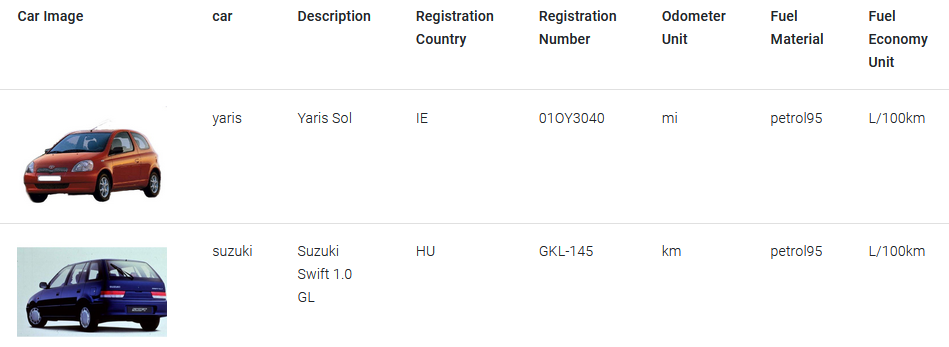 Car Image car Description Registration Country Registration Number Odometer Unit Fuel Material Fuel Economy Unit
yaris Yaris Sol IE 01OY3040 mi petrol95 L/100km
suzuki Suzuki Swift 1.0 GL HU GKL-145 km petrol95 L/100km